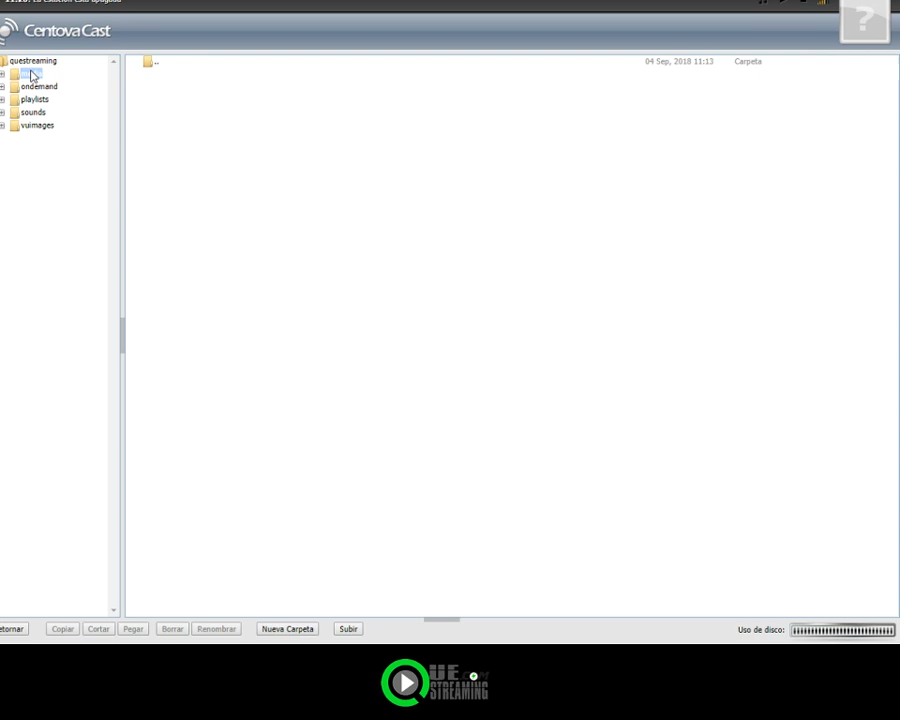 CentovaCast
questreaming
.. 04 Sep, 2018 11:13 Carpeta
ondemand
playlists
sounds
vuimages
etornar Copiar Cortar Pegar Borrar Renombrar Nueva Carpeta Subir Uso de disco:
UE
STREAMING